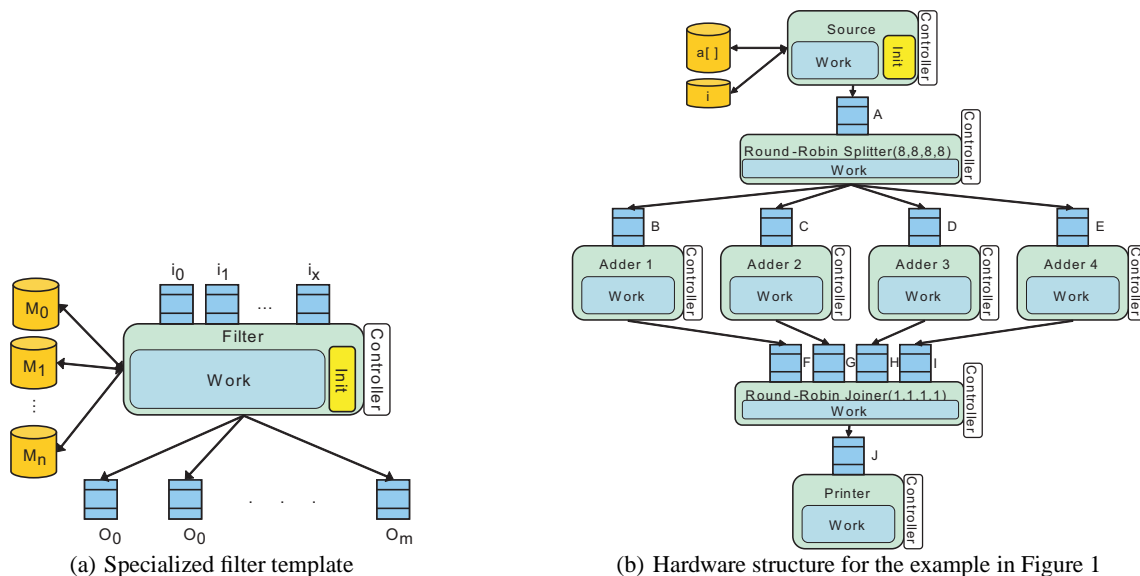 i0 i1 ... ix
M0
M1
⋮
Mn
Filter
Work
Init
Controller
O0 O0 . . . Om
(a) Specialized filter template
a[ ]
i
Source
Work
Init
Controller
A
Round-Robin Splitter(8,8,8,8)
Work
Controller
B C D E
Adder 1
Work
Controller
Adder 2
Work
Controller
Adder 3
Work
Controller
Adder 4
Work
Controller
F G H I
Round-Robin Joiner(1,1,1,1)
Work
Controller
J
Printer
Work
Controller
(b) Hardware structure for the example in Figure 1